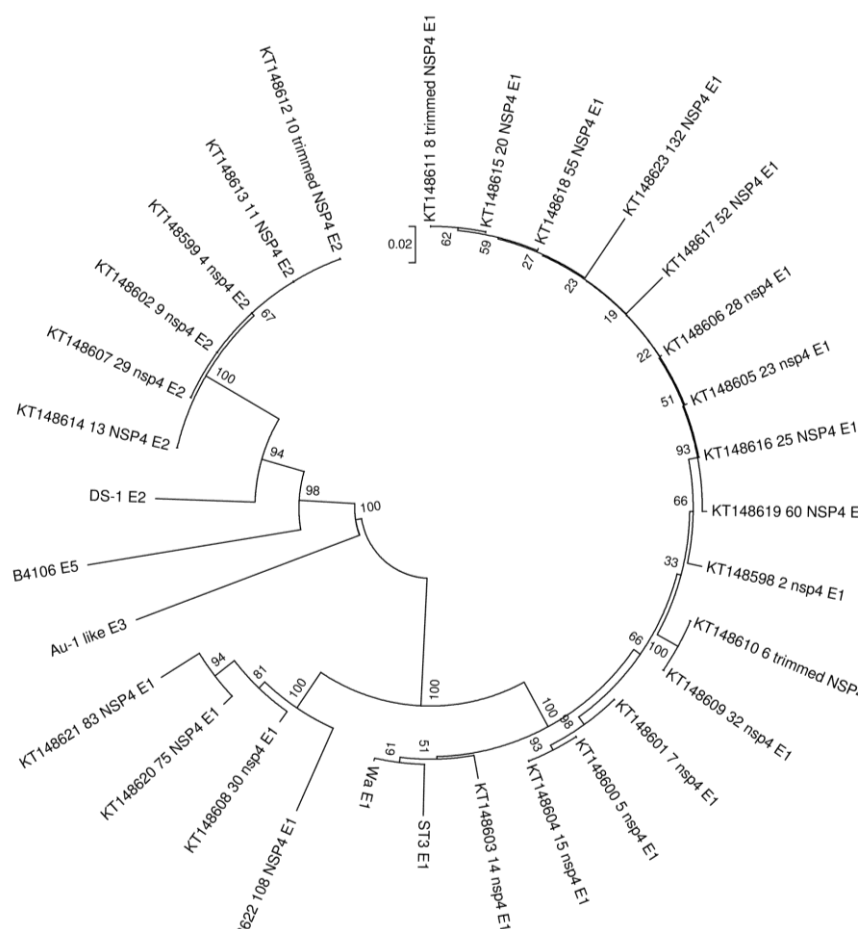 KT148611 8 trimmed NSP4 E1
KT148615 20 NSP4 E1
KT148618 55 NSP4 E1
KT148623 132 NSP4 E1
KT148617 52 NSP4 E1
KT148606 28 nsp4 E1
KT148605 23 nsp4 E1
KT148616 25 NSP4 E1
KT148619 60 NSP4 E
KT148598 2 nsp4 E1
KT148610 6 trimmed NSP
KT148609 32 nsp4 E1
KT148601 7 nsp4 E1
KT148600 5 nsp4 E1
KT148604 15 nsp4 E1
KT148603 14 nsp4 E1
ST3 E1
Wa E1
622 108 NSP4 E1
KT148608 30 nsp4 E1
KT148620 75 NSP4 E1
KT148621 83 NSP4 E1
Au-1 like E3
B4106 E5
DS-1 E2
KT148614 13 NSP4 E2
KT148607 29 nsp4 E2
KT148602 9 nsp4 E2
KT148599 4 nsp4 E2
KT148613 11 NSP4 E2
KT148612 10 trimmed NSP4 E2
0.02
62
59
27
23
19
22
51
93
66
33
100
66
98
93
100
51
19
100
100
81
94
100
98
94
100
67